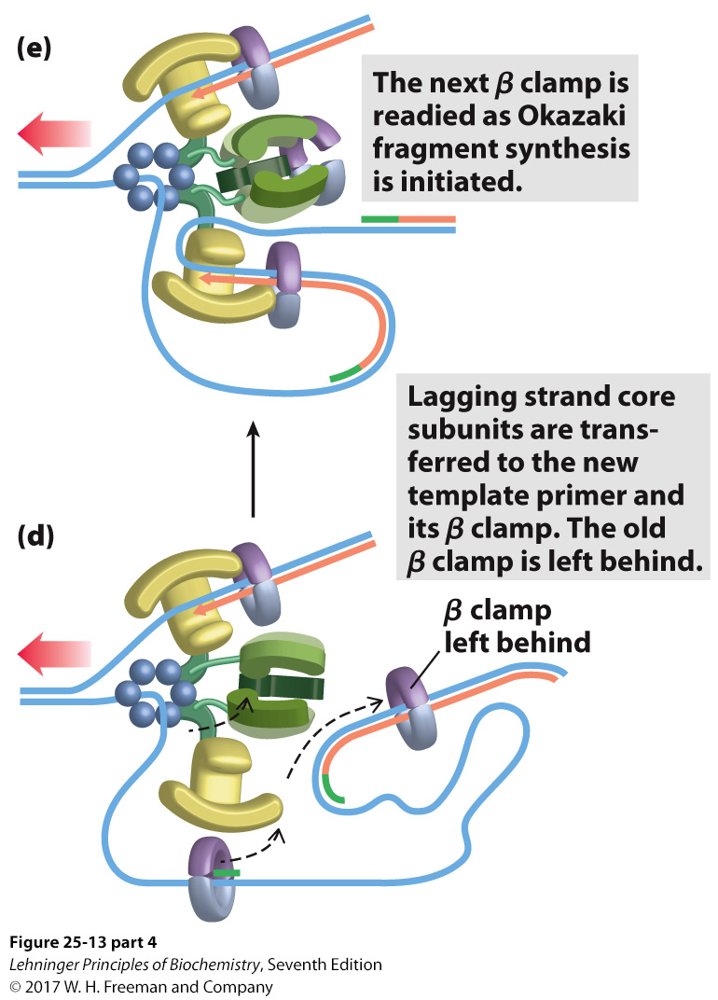 (e)
The next β clamp is
readied as Okazaki
fragment synthesis
is initiated.
Lagging strand core
subunits are trans-
ferred to the new
template primer and
its β clamp. The old
β clamp is left behind.
(d)
β clamp
left behind
Figure 25-13 part 4
Lehninger Principles of Biochemistry, Seventh Edition
© 2017 W. H. Freeman and Company